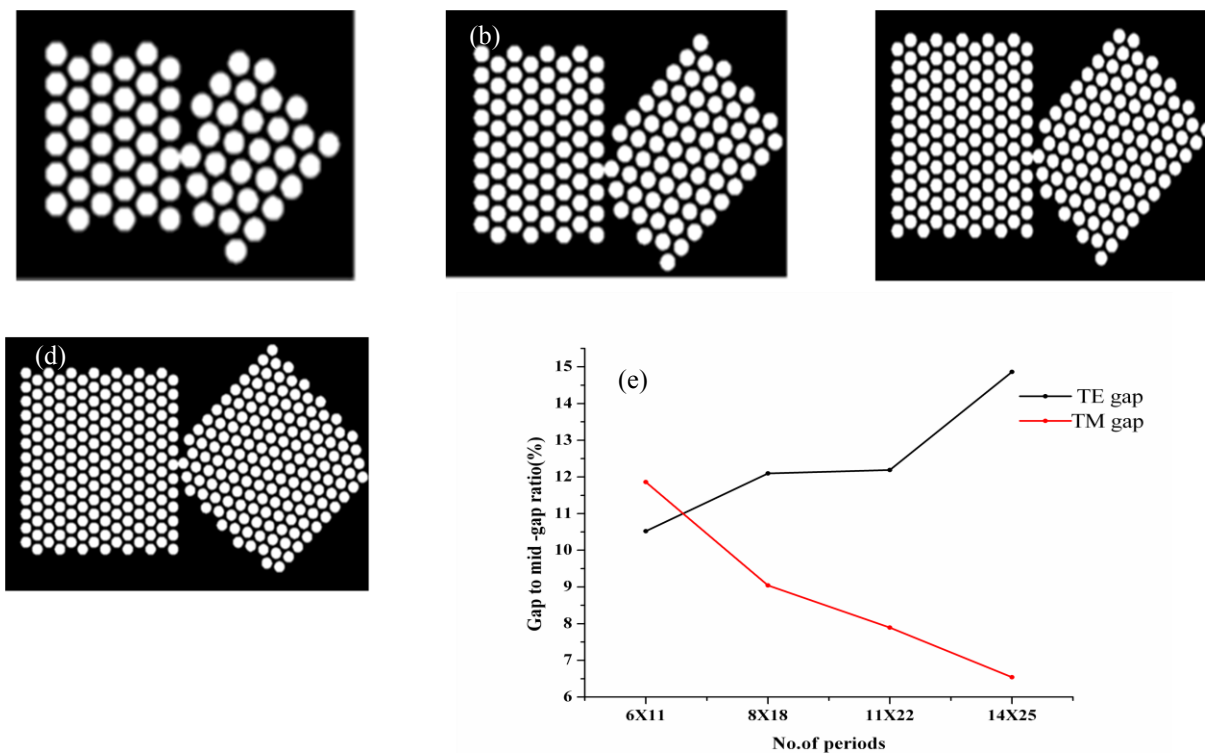 (b)
(d)
(e)
15
14
13
12
11
10
9
8
7
6
Gap to mid -gap ratio(%)
TE gap
TM gap
6X11 8X18 11X22 14X25
No.of periods